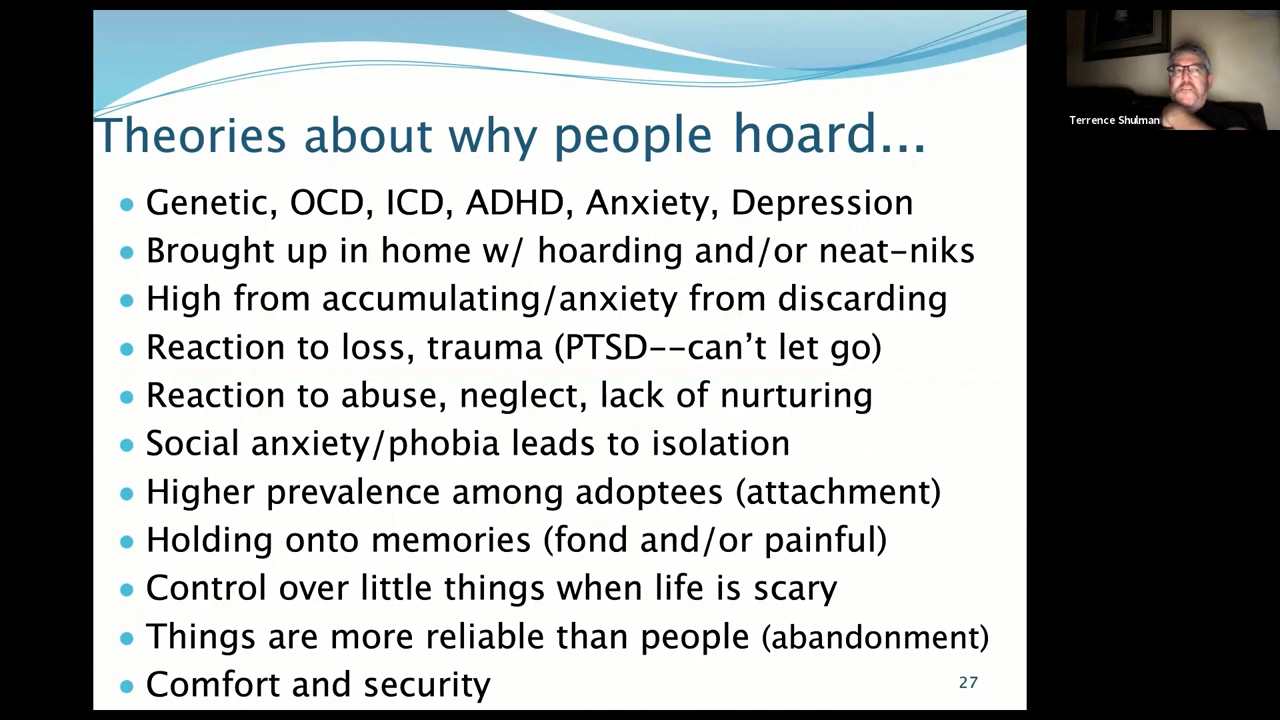 Theories about why people hoard...
Genetic, OCD, ICD, ADHD, Anxiety, Depression
Brought up in home w/ hoarding and/or neat-niks
High from accumulating/anxiety from discarding
Reaction to loss, trauma (PTSD--can't let go)
Reaction to abuse, neglect, lack of nurturing
Social anxiety/phobia leads to isolation
Higher prevalence among adoptees (attachment)
Holding onto memories (fond and/or painful)
Control over little things when life is scary
Things are more reliable than people (abandonment)
Comfort and security
27
Terrence Shulman